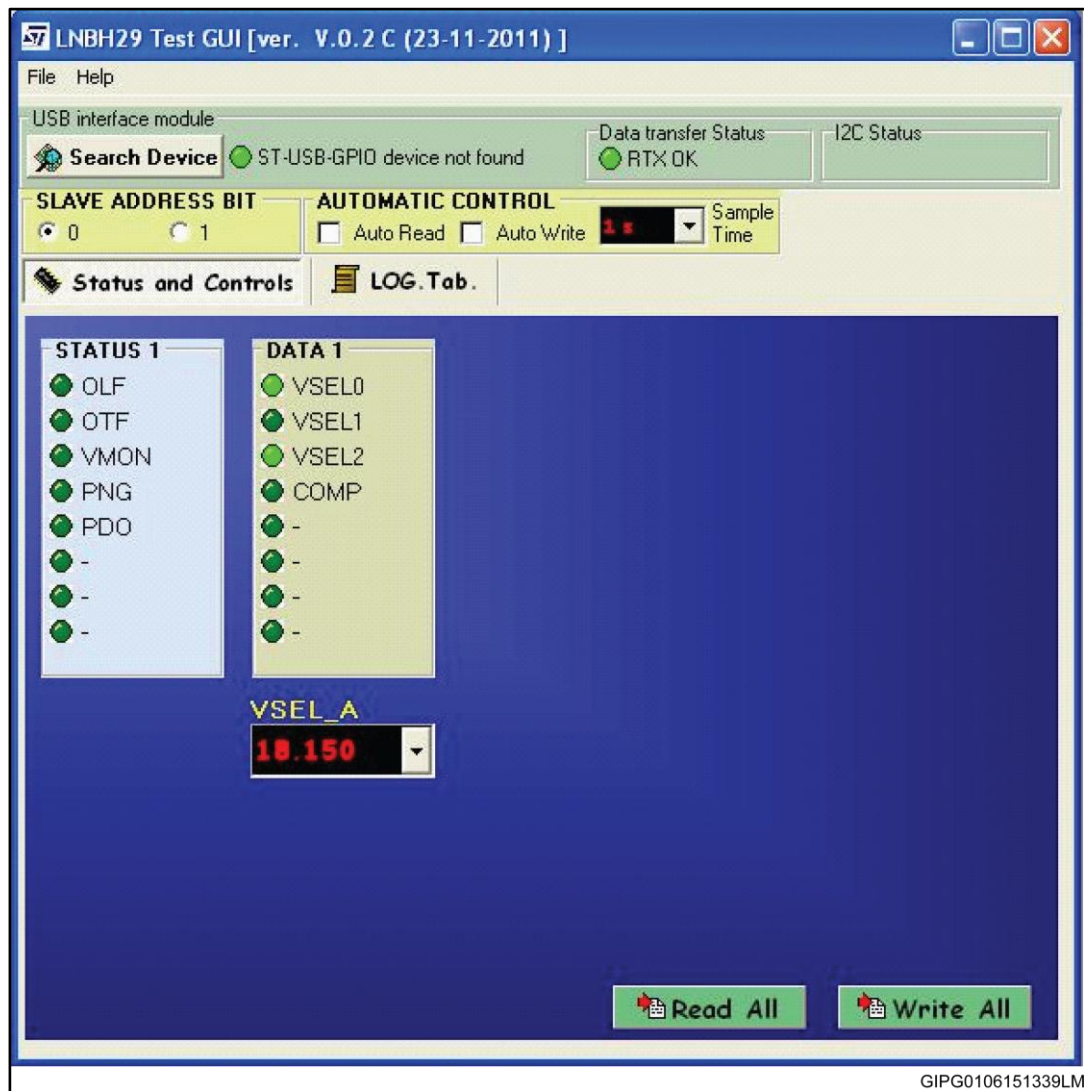 LNBH29 Test GUI [ver. V.0.2 C (23-11-2011) ]
File Help
USB interface module
Search Device
ST-USB-GPIO device not found
Data transfer Status
RTX OK
I2C Status
SLAVE ADDRESS BIT
0 1
AUTOMATIC CONTROL
Auto Read Auto Write
1 s
Sample
Time
Status and Controls
LOG.Tab.
STATUS 1
OLF
OTF
VMON
PNG
PDO
-
-
-
DATA 1
VSEL0
VSEL1
VSEL2
COMP
-
-
-
-
VSEL_A
18.150
Read All
Write All
GIPG0106151339LM